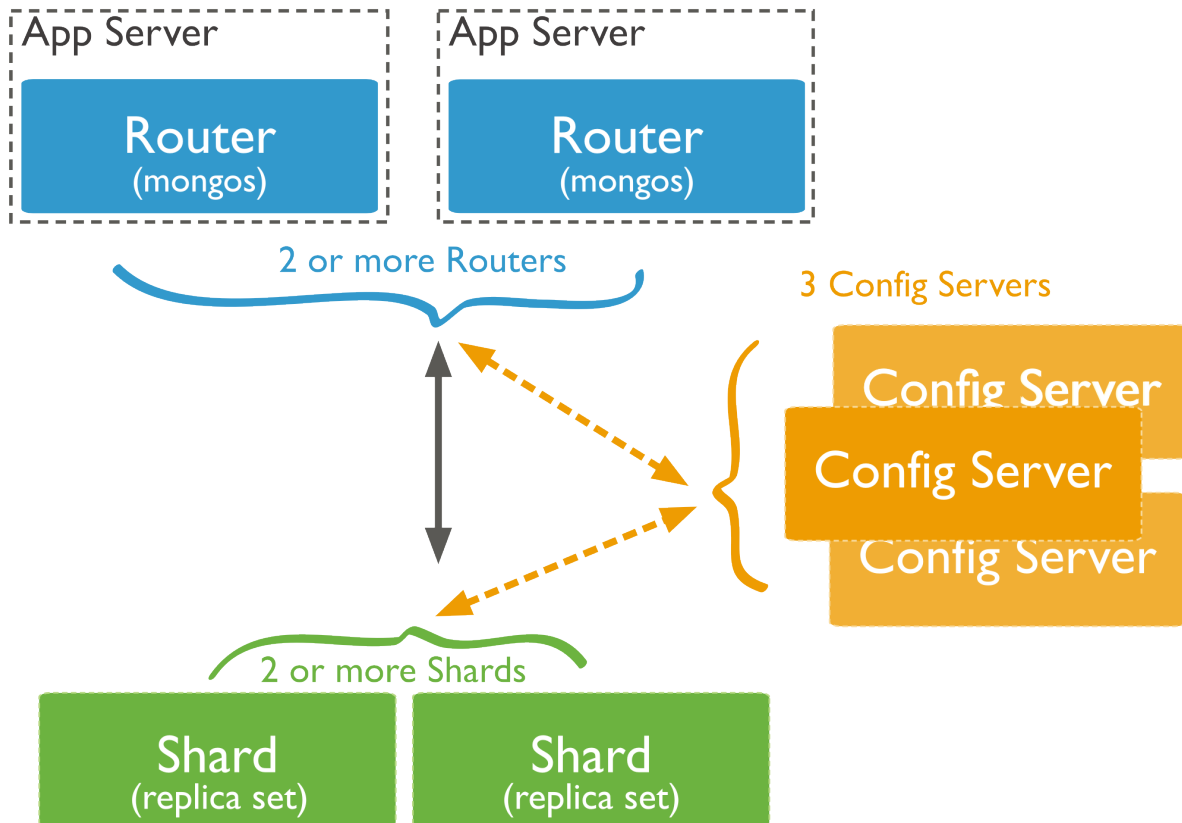 App Server
Router
(mongos)
App Server
Router
(mongos)
2 or more Routers
3 Config Servers
Config Server
Config Server
Config Server
2 or more Shards
Shard
(replica set)
Shard
(replica set)